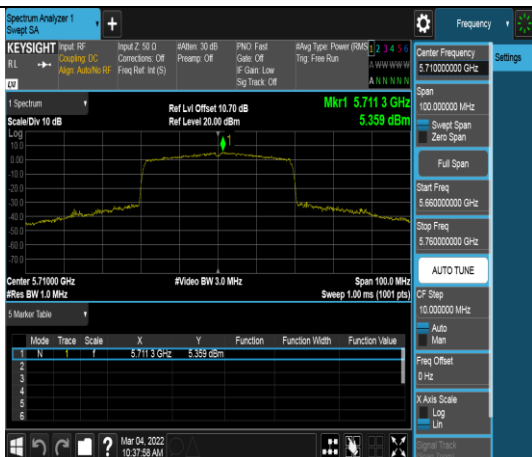 Spectrum Analyzer 1
Swept SA
+
Frequency
KEYSIGHT
RL
Input: RF
Coupling: DC
Align: Auto/No RF
Input Z: 50 Ω
Corrections: Off
Freq Ref: Int (S)
#Atten: 30 dB
Preamp: Off
PNO: Fast
Gate: Off
IF Gain: Low
Sig Track: Off
#Avg Type: Power (RMS)
Trig: Free Run
1 2 3 4 5 6
A W W W W W
A N N N N N
LXI
1 Spectrum
Scale/Div 10 dB
Ref Lvl Offset 10.70 dB
Ref Level 20.00 dBm
Mkr1 5.711 3 GHz
5.359 dBm
Log
10.0
0.00
-10.0
-20.0
-30.0
-40.0
-50.0
-60.0
-70.0
1
Center 5.71000 GHz
#Res BW 1.0 MHz
#Video BW 3.0 MHz
Span 100.0 MHz
Sweep 1.00 ms (1001 pts)
5 Marker Table
Mode Trace Scale X Y Function Function Width Function Value
1 N 1 f 5.711 3 GHz 5.359 dBm
2
3
4
5
6
Mar 04, 2022
10:37:58 AM
?
Center Frequency
5.710000000 GHz
Span
100.000000 MHz
Swept Span
Zero Span
Full Span
Start Freq
5.660000000 GHz
Stop Freq
5.760000000 GHz
AUTO TUNE
CF Step
10.000000 MHz
Auto
Man
Freq Offset
0 Hz
X Axis Scale
Log
Lin
Signal Track
Settings